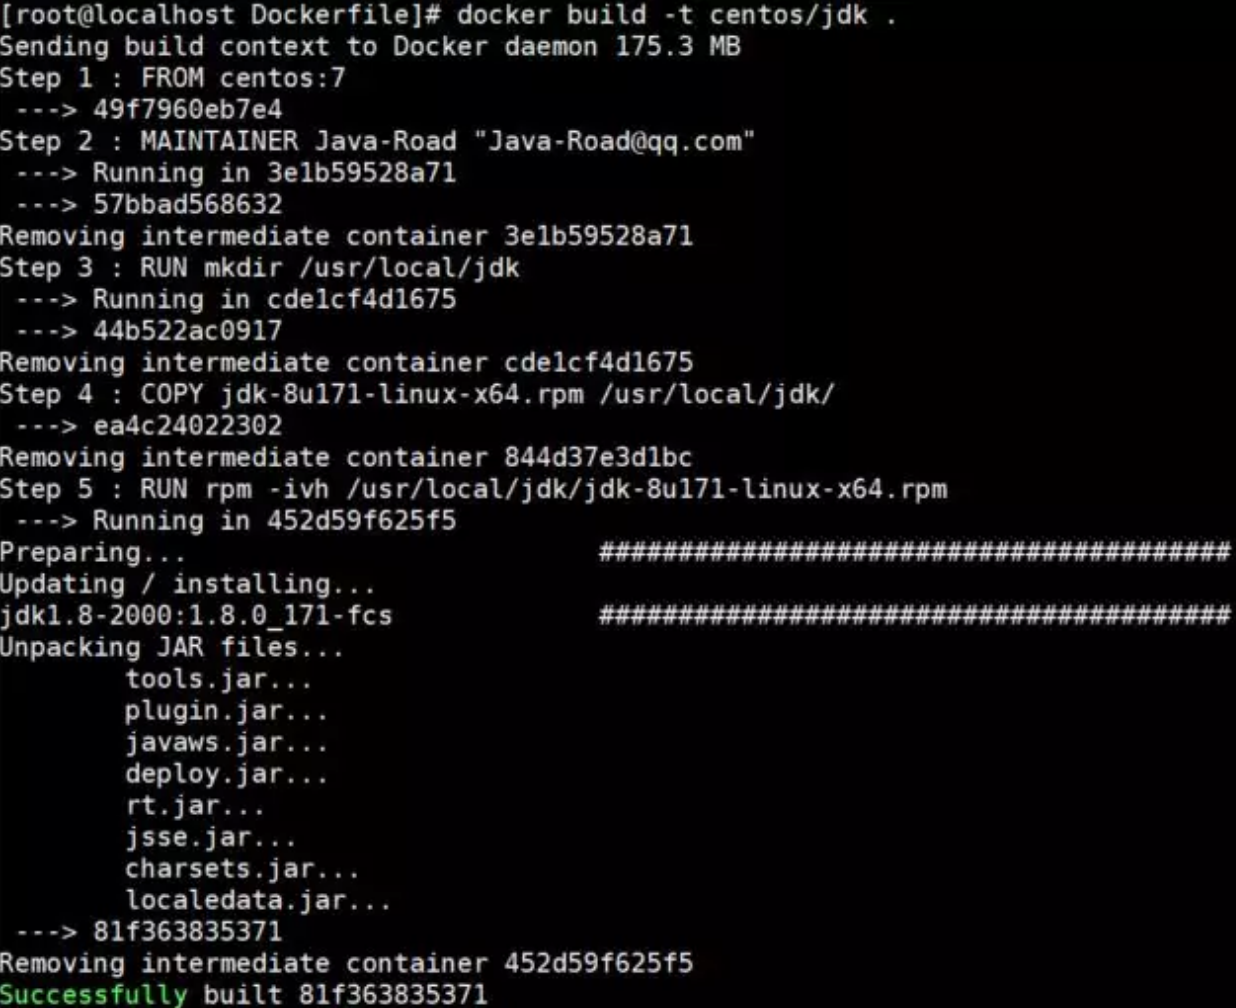 [root@localhost Dockerfile]# docker build -t centos/jdk .
Sending build context to Docker daemon 175.3 MB
Step 1 : FROM centos:7
 ---> 49f7960eb7e4
Step 2 : MAINTAINER Java-Road "Java-Road@qq.com"
 ---> Running in 3e1b59528a71
 ---> 57bbad568632
Removing intermediate container 3e1b59528a71
Step 3 : RUN mkdir /usr/local/jdk
 ---> Running in cde1cf4d1675
 ---> 44b522ac0917
Removing intermediate container cde1cf4d1675
Step 4 : COPY jdk-8u171-linux-x64.rpm /usr/local/jdk/
 ---> ea4c24022302
Removing intermediate container 844d37e3d1bc
Step 5 : RUN rpm -ivh /usr/local/jdk/jdk-8u171-linux-x64.rpm
 ---> Running in 452d59f625f5
Preparing...                          ########################################
Updating / installing...
jdk1.8-2000:1.8.0_171-fcs             ########################################
Unpacking JAR files...
        tools.jar...
        plugin.jar...
        javaws.jar...
        deploy.jar...
        rt.jar...
        jsse.jar...
        charsets.jar...
        localedata.jar...
 ---> 81f363835371
Removing intermediate container 452d59f625f5
Successfully built 81f363835371